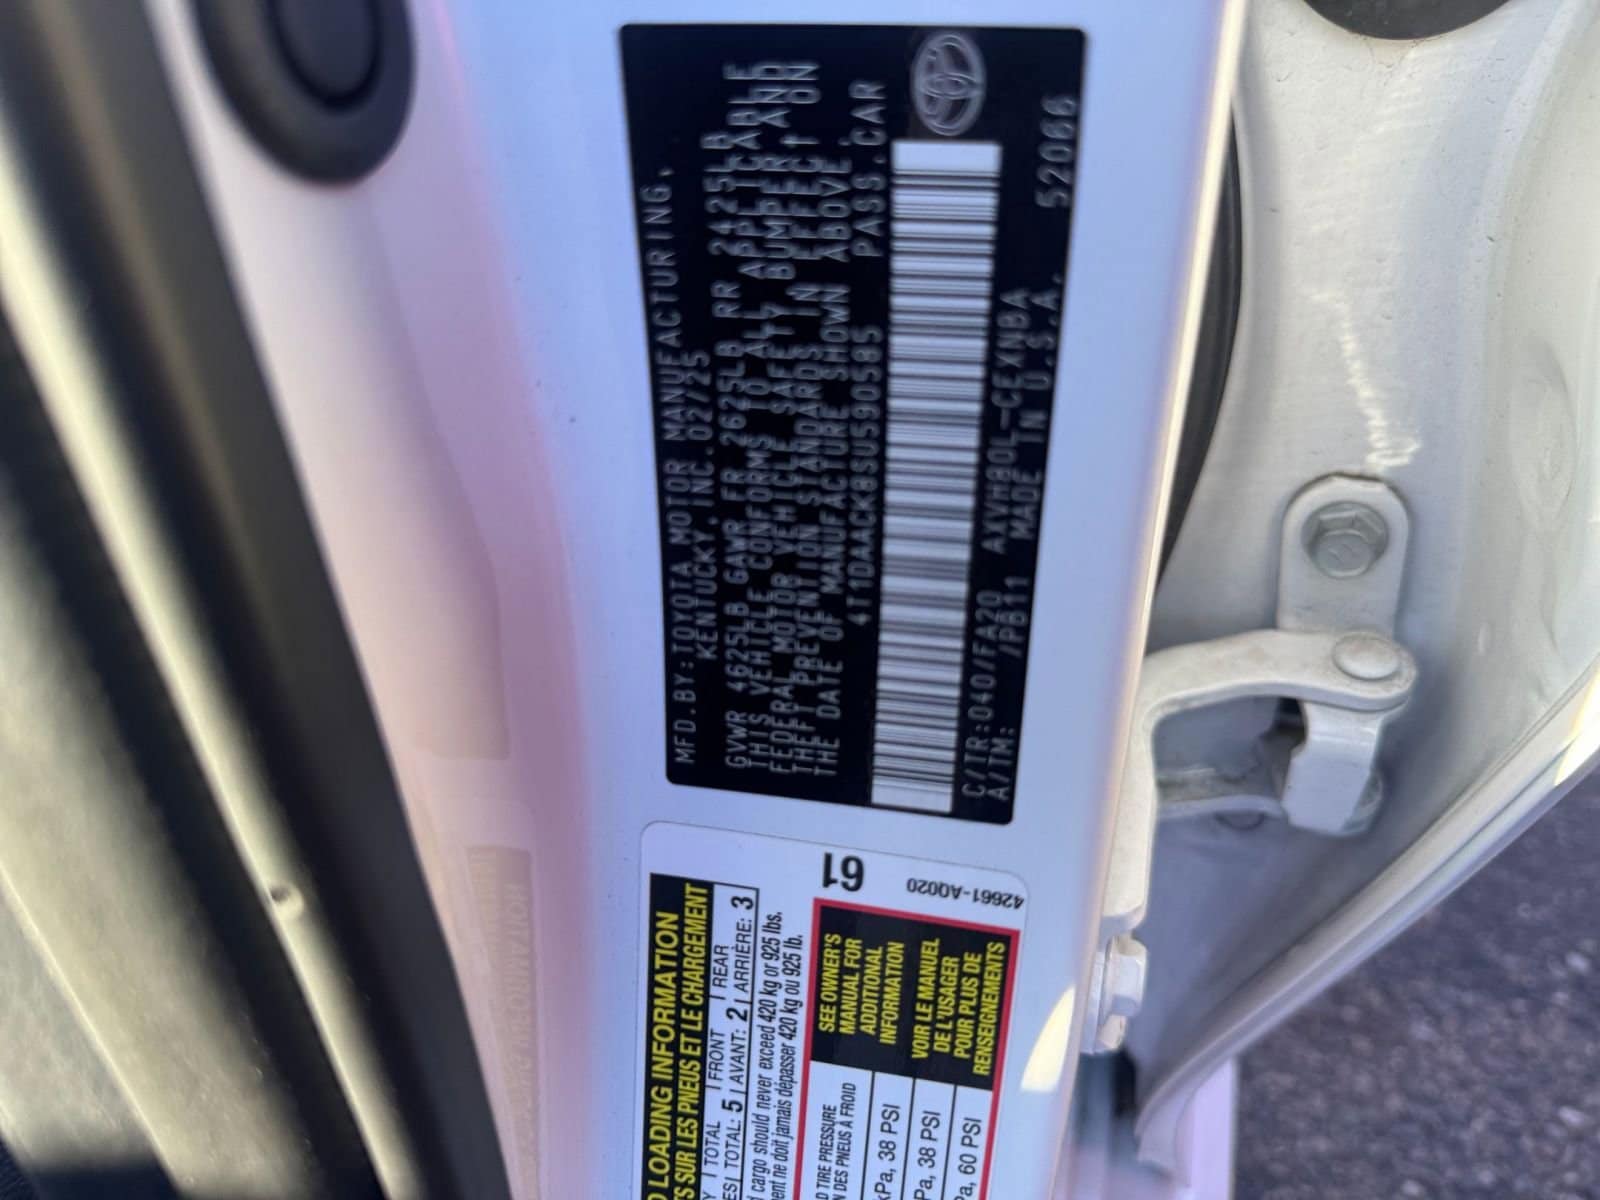 MFD.BY:TOYOTA MOTOR MANUFACTURING,
KENTUCKY,INC.02/25
GVWR 4625LB GAWR FR 2625LB RR 2425LB
THIS VEHICLE CONFORMS TO ALL APPLICABLE
FEDERAL MOTOR VEHICLE SAFETY BUMPER AND
THEFT PREVENTION STANDARDS IN EFFECT ON
THE DATE OF MANUFACTURE SHOWN ABOVE.
4T1DAACK8SU590585 PASS.CAR
C/TR:040/FA20 AXVH80L-CEXNBA
A/TM: /PB11 MADE IN U.S.A. 52066
61
42661-AQ020
LOADING INFORMATION
SUR LES PNEUS ET LE CHARGEMENT
TOTAL FRONT REAR 3
TOTAL: 5 AVANT: 2 ARRIÈRE:
cargo should never exceed 420 kg or 925 lbs.
ne doit jamais dépasser 420 kg ou 925 lb.
SEE OWNER'S
MANUAL FOR
ADDITIONAL
INFORMATION
VOIR LE MANUEL
DE L'USAGER
POUR PLUS DE
RENSEIGNEMENTS
TIRE PRESSURE
DES PNEUS À FROID
kPa, 38 PSI
Pa, 38 PSI
Pa, 60 PSI